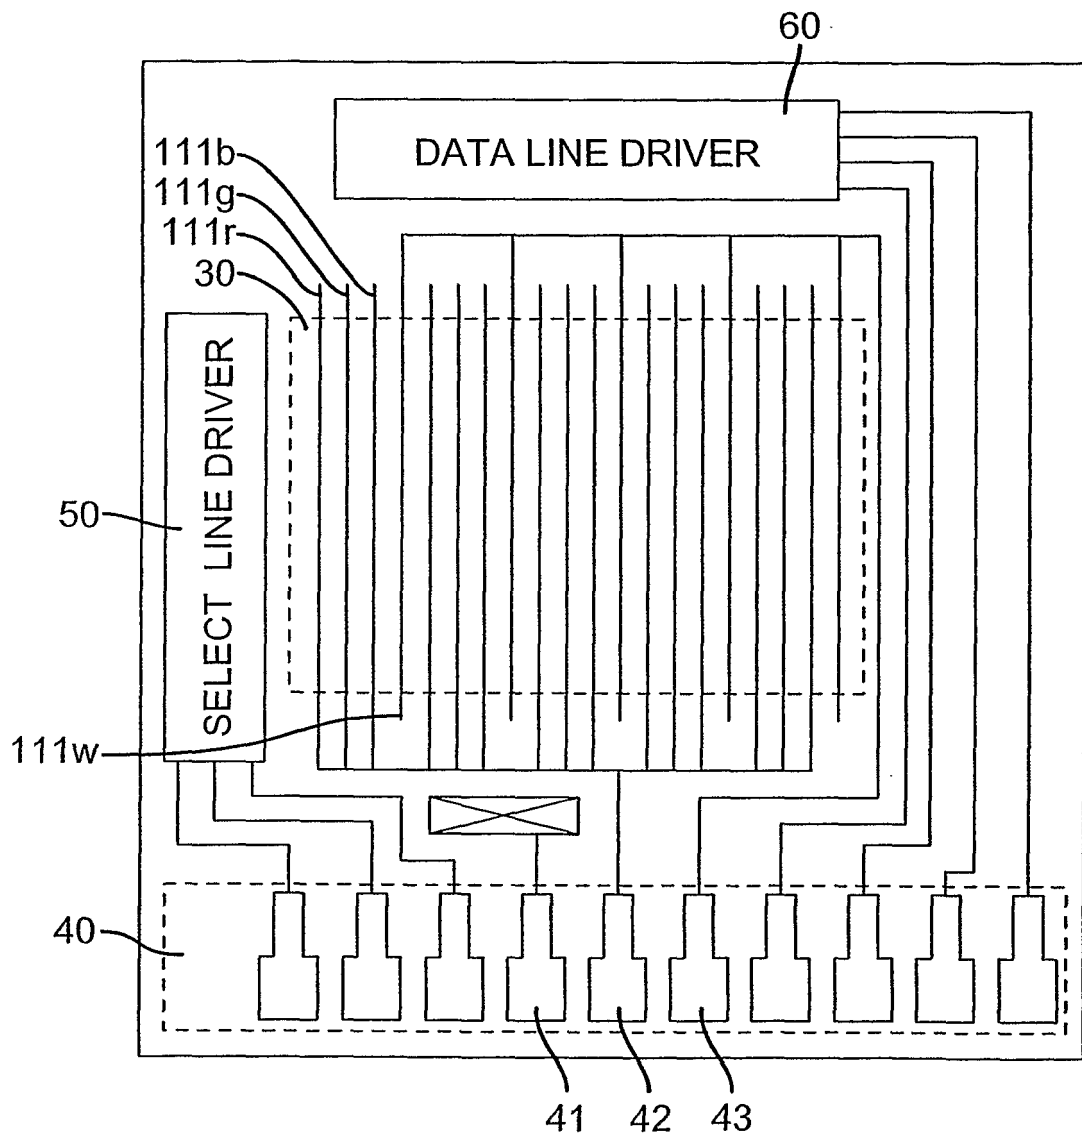 60
DATA LINE DRIVER
111b
111g
111r
30
SELECT LINE DRIVER
50
111w
40
41
42
43